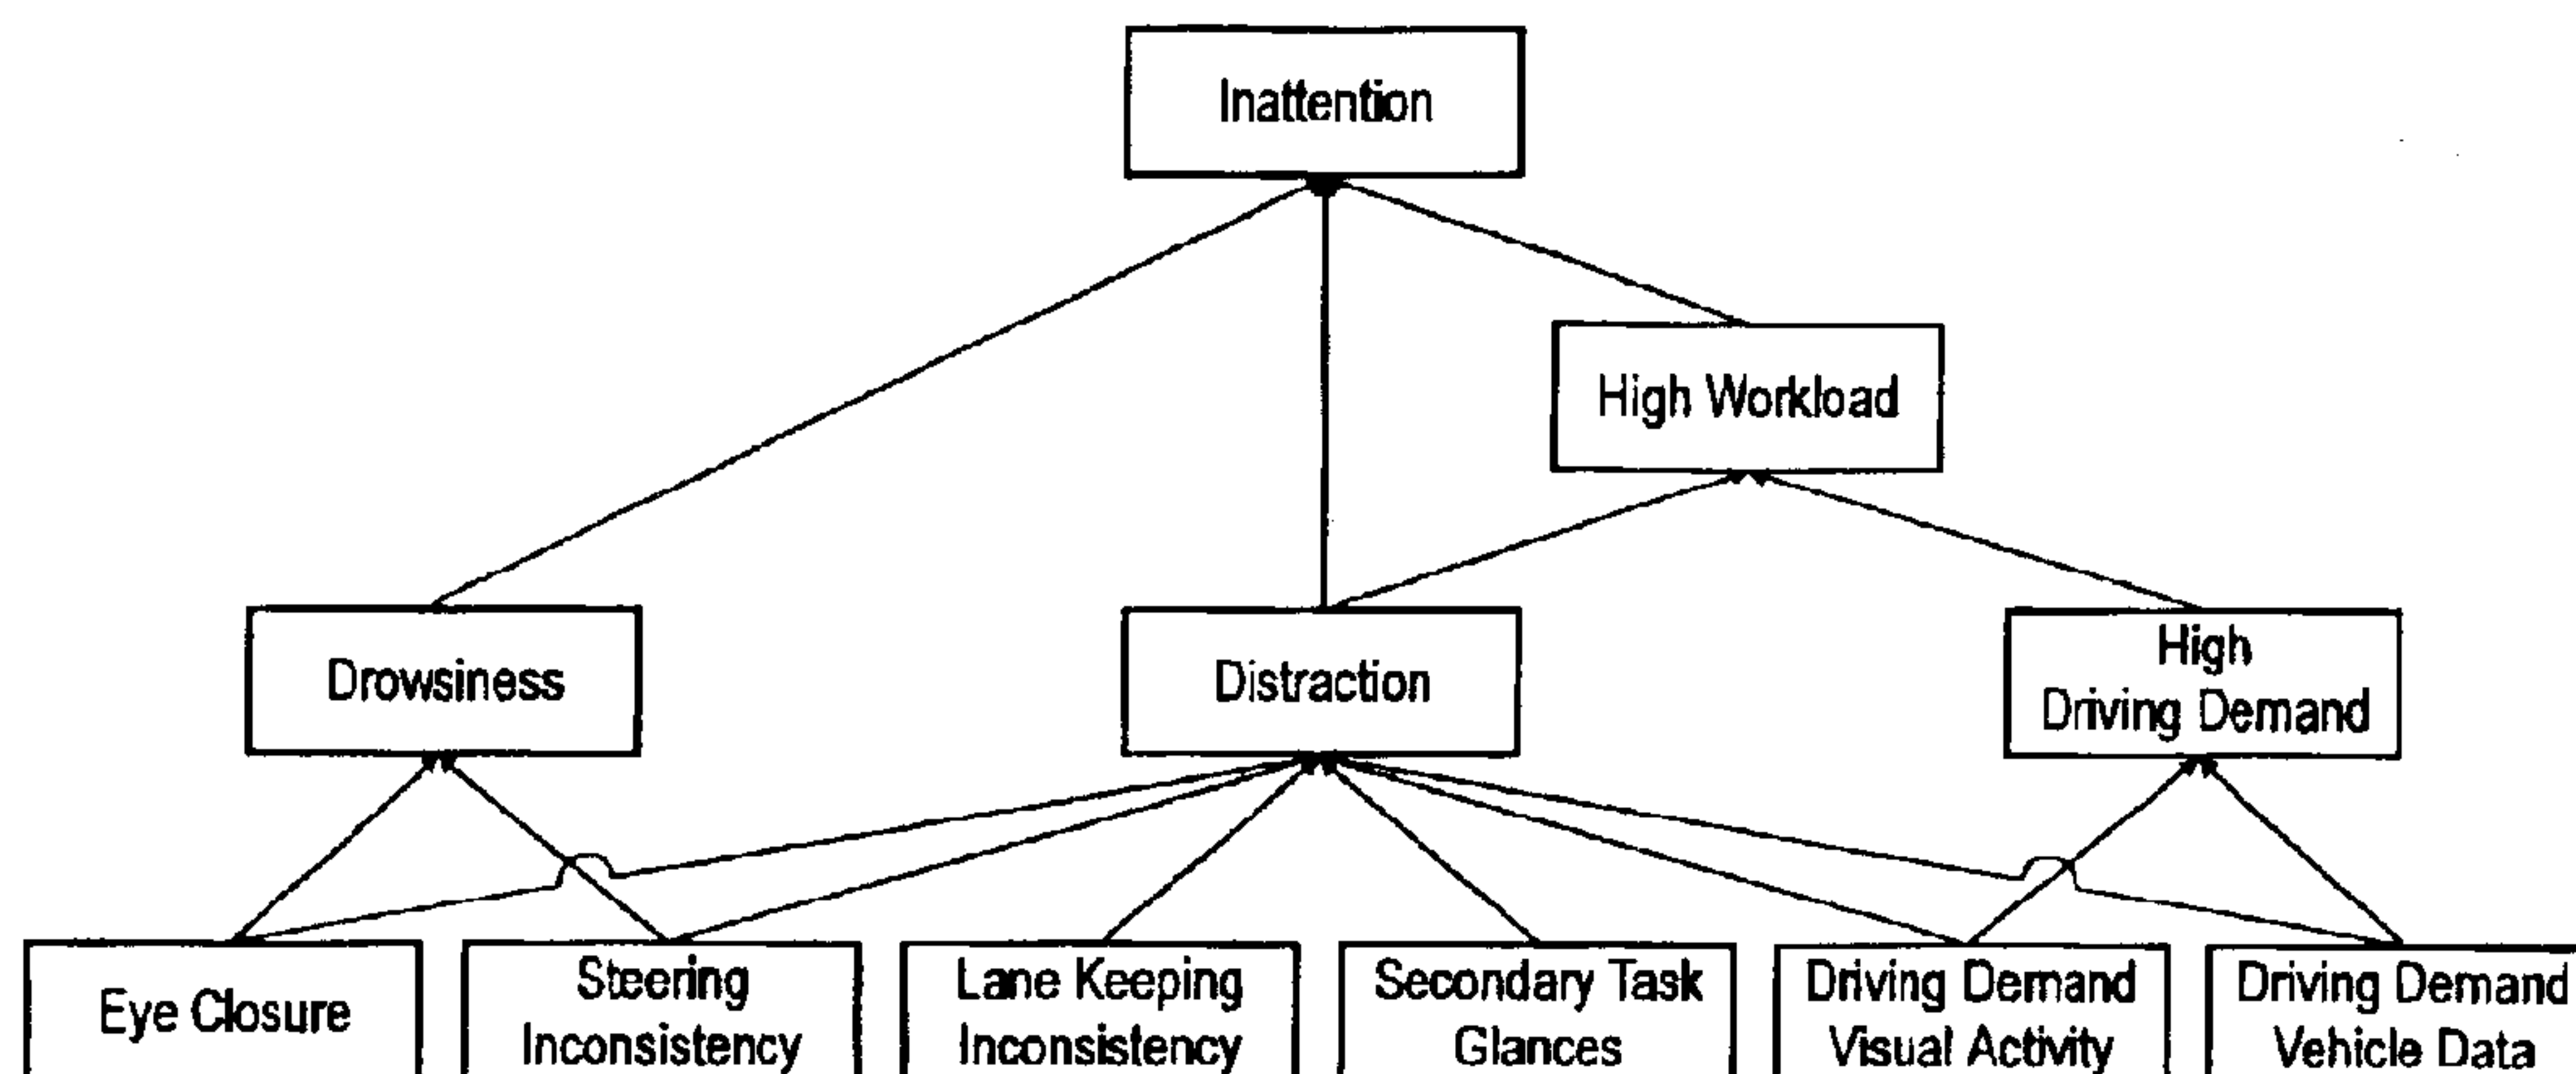 Inattention
High Workload
Drowsiness
Distraction
High
Driving Demand
Eye Closure
Steering
Inconsistency
Lane Keeping
Inconsistency
Secondary Task
Glances
Driving Demand
Visual Activity
Driving Demand
Vehicle Data